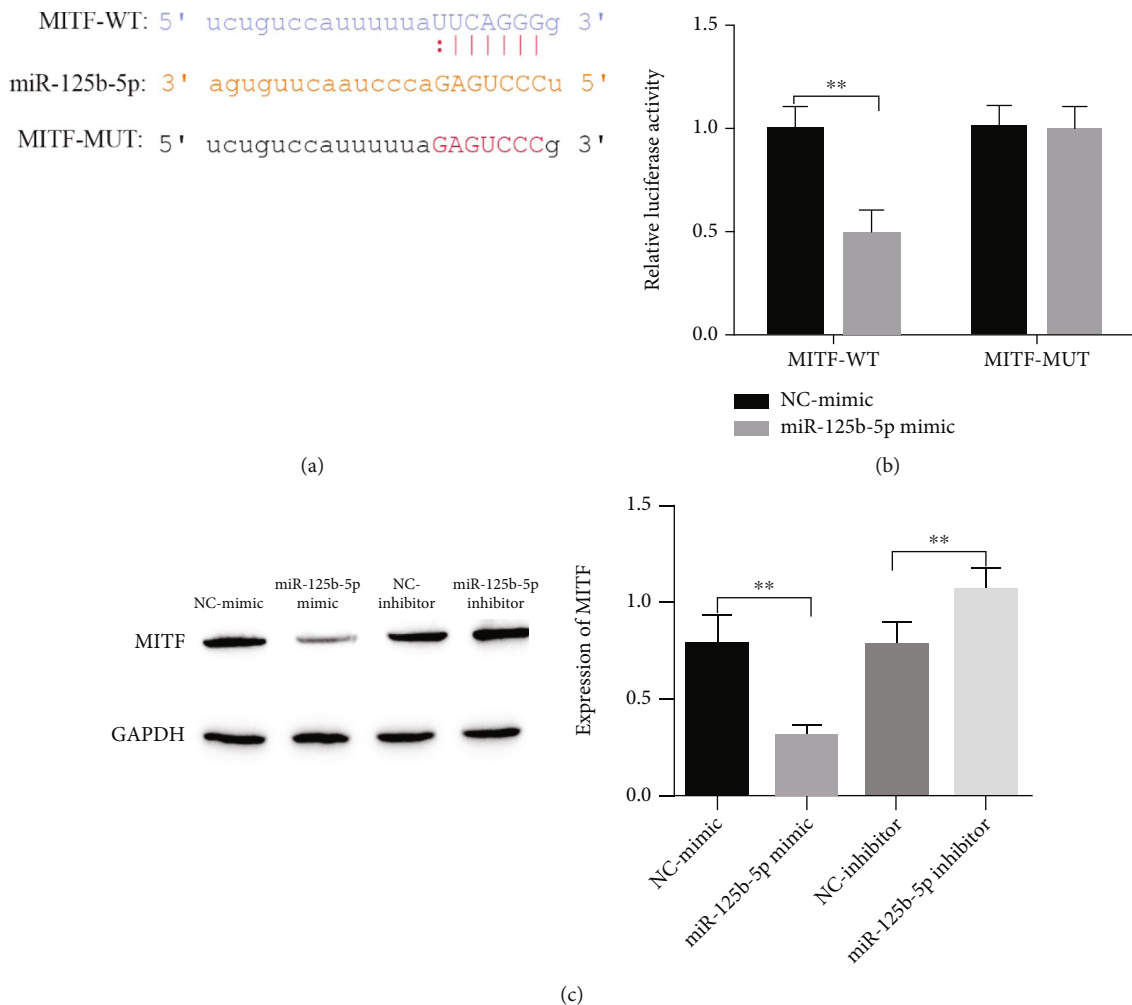 MITF-WT: 5' ucuguccauuuuuaUUCAGGGg 3'
:||||||
miR-125b-5p: 3' aguguucaaucccaGAGUCCCu 5'
MITF-MUT: 5' ucuguccauuuuuaGAGUCCCg 3'
(a)
Relative luciferase activity
1.5
1.0
0.5
0.0
**
MITF-WT MITF-MUT
NC-mimic
miR-125b-5p mimic
(b)
NC-mimic
miR-125b-5p
mimic
NC-
inhibitor
miR-125b-5p
inhibitor
MITF
GAPDH
Expression of MITF
1.5
1.0
0.5
0.0
**
**
NC-mimic
miR-125b-5p mimic
NC-inhibitor
miR-125b-5p inhibitor
(c)